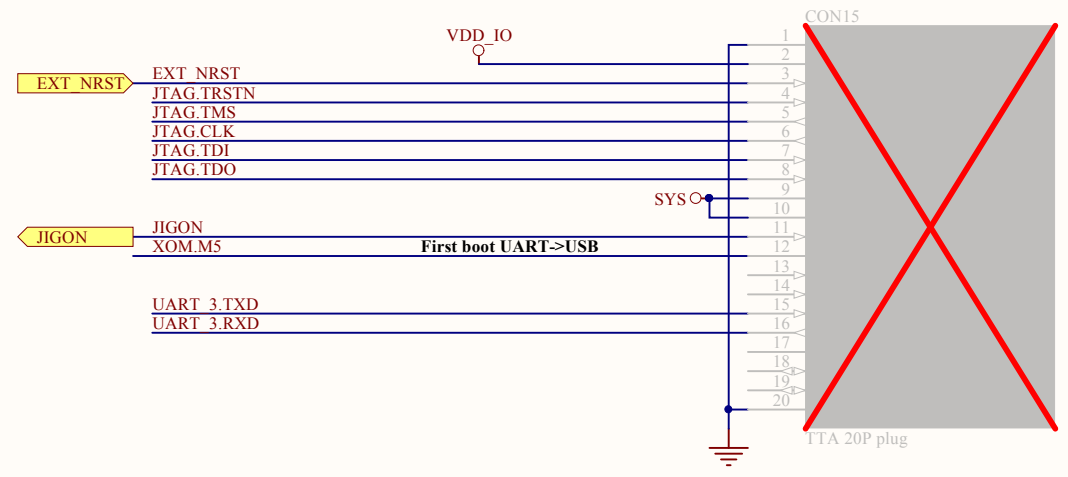 CON15
VDD_IO
1
2
EXT_NRST
EXT_NRST
3
JTAG.TRSTN
4
JTAG.TMS
5
JTAG.CLK
6
JTAG.TDI
7
JTAG.TDO
8
SYS
9
10
JIGON
JIGON
11
XOM.M5
First boot UART->USB
12
13
14
UART_3.TXD
15
UART_3.RXD
16
17
18
19
20
TTA 20P plug